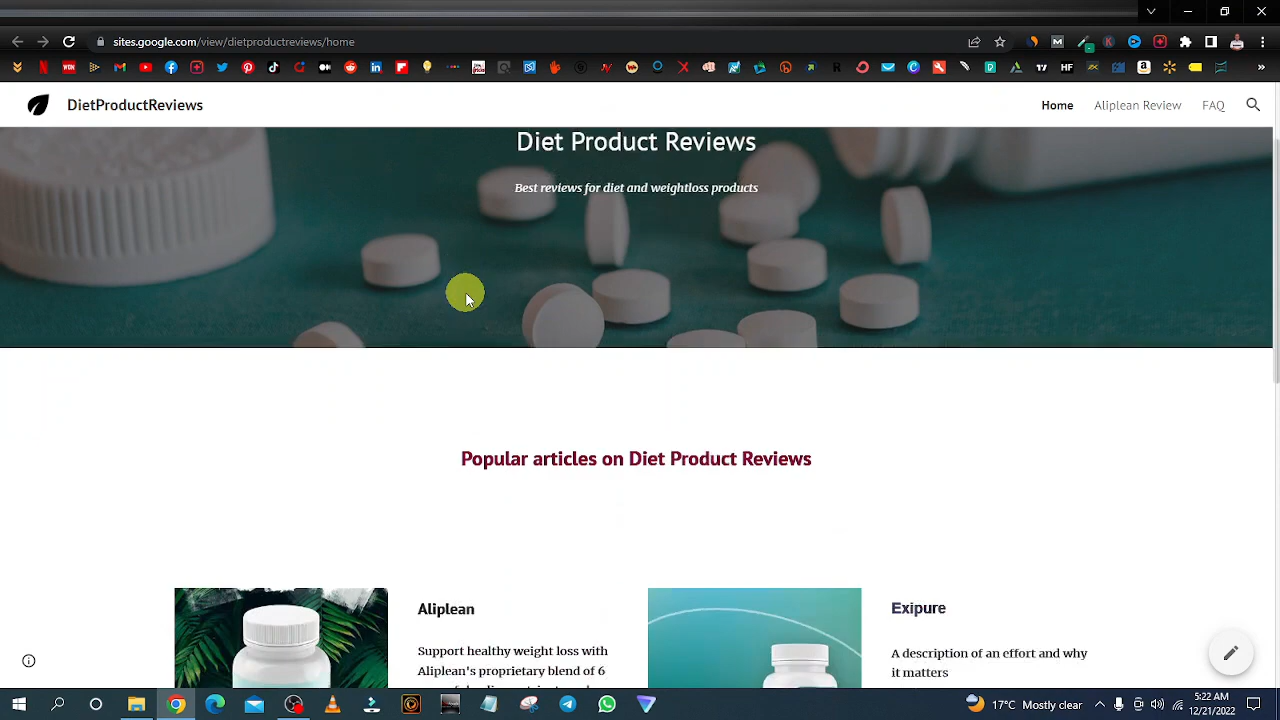 sites.google.com/view/dietproductreviews/home
DietProductReviews
Home
Aliplean Review
FAQ
Diet Product Reviews
Best reviews for diet and weightloss products
Popular articles on Diet Product Reviews
Aliplean
Support healthy weight loss with
Aliplean's proprietary blend of 6
Exipure
A description of an effort and why
it matters
17°C Mostly clear
5:22 AM
12/21/2022